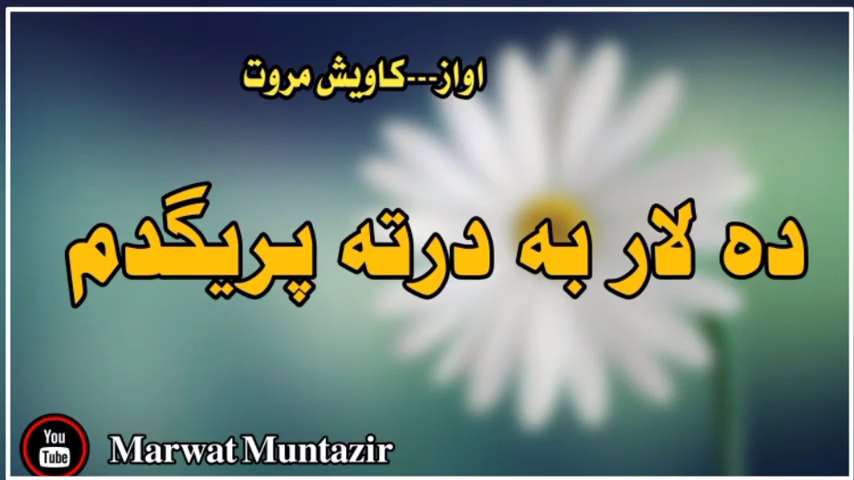 اواز---کاویش مروت
ده لار به درته پریگدم
You
Tube
Marwat Muntazir